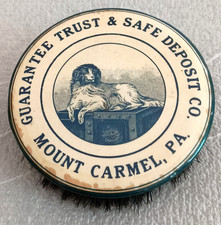 GUARANTEE TRUST & SAFE DEPOSIT CO.
MOUNT CARMEL, PA.